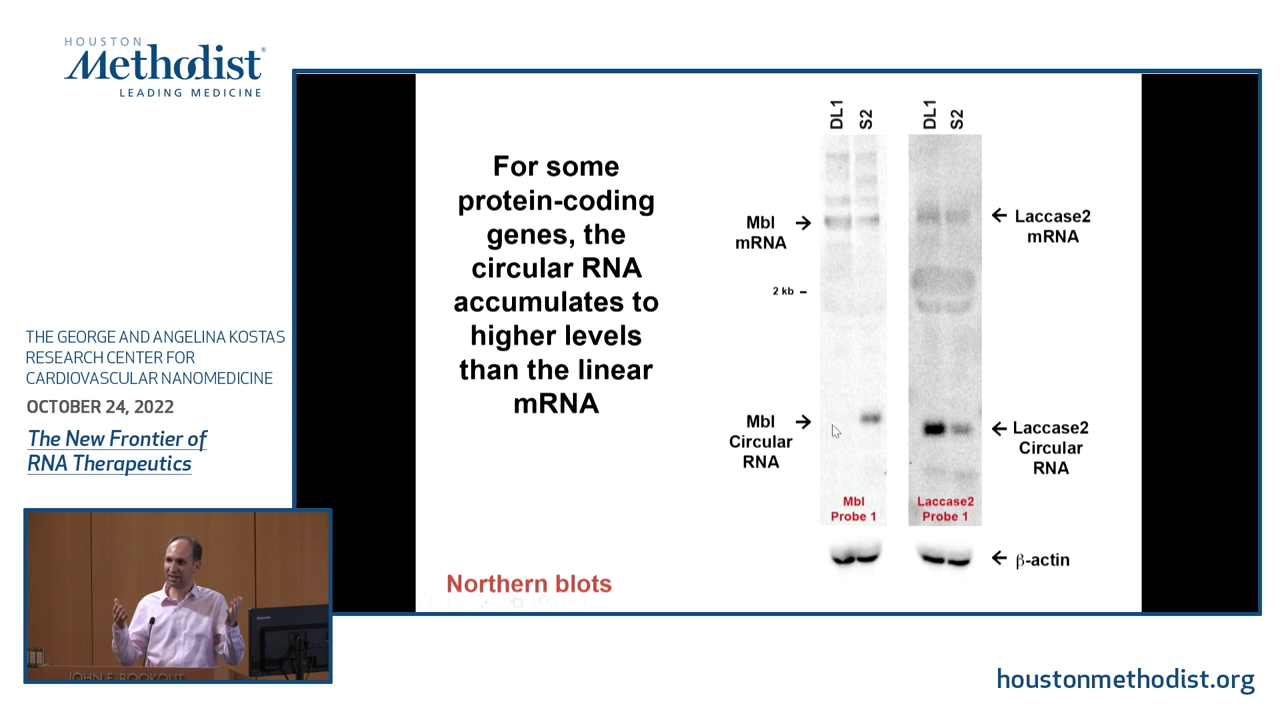 HOUSTON
Methodist®
LEADING MEDICINE
THE GEORGE AND ANGELINA KOSTAS
RESEARCH CENTER FOR
CARDIOVASCULAR NANOMEDICINE
OCTOBER 24, 2022
The New Frontier of
RNA Therapeutics
For some
protein-coding
genes, the
circular RNA
accumulates to
higher levels
than the linear
mRNA
Northern blots
DL1
S2
DL1
S2
Mbl
mRNA
2 kb
Mbl
Circular
RNA
Laccase2
mRNA
Laccase2
Circular
RNA
Mbl
Probe 1
Laccase2
Probe 1
β-actin
JOHN F. BOOKOUT
houstonmethodist.org